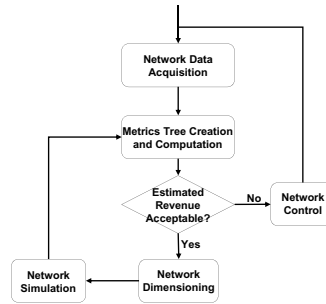 Network Data
Acquisition
Metrics Tree Creation
and Computation
Estimated
Revenue
Acceptable?
No
Network
Control
Yes
Network
Simulation
Network
Dimensioning